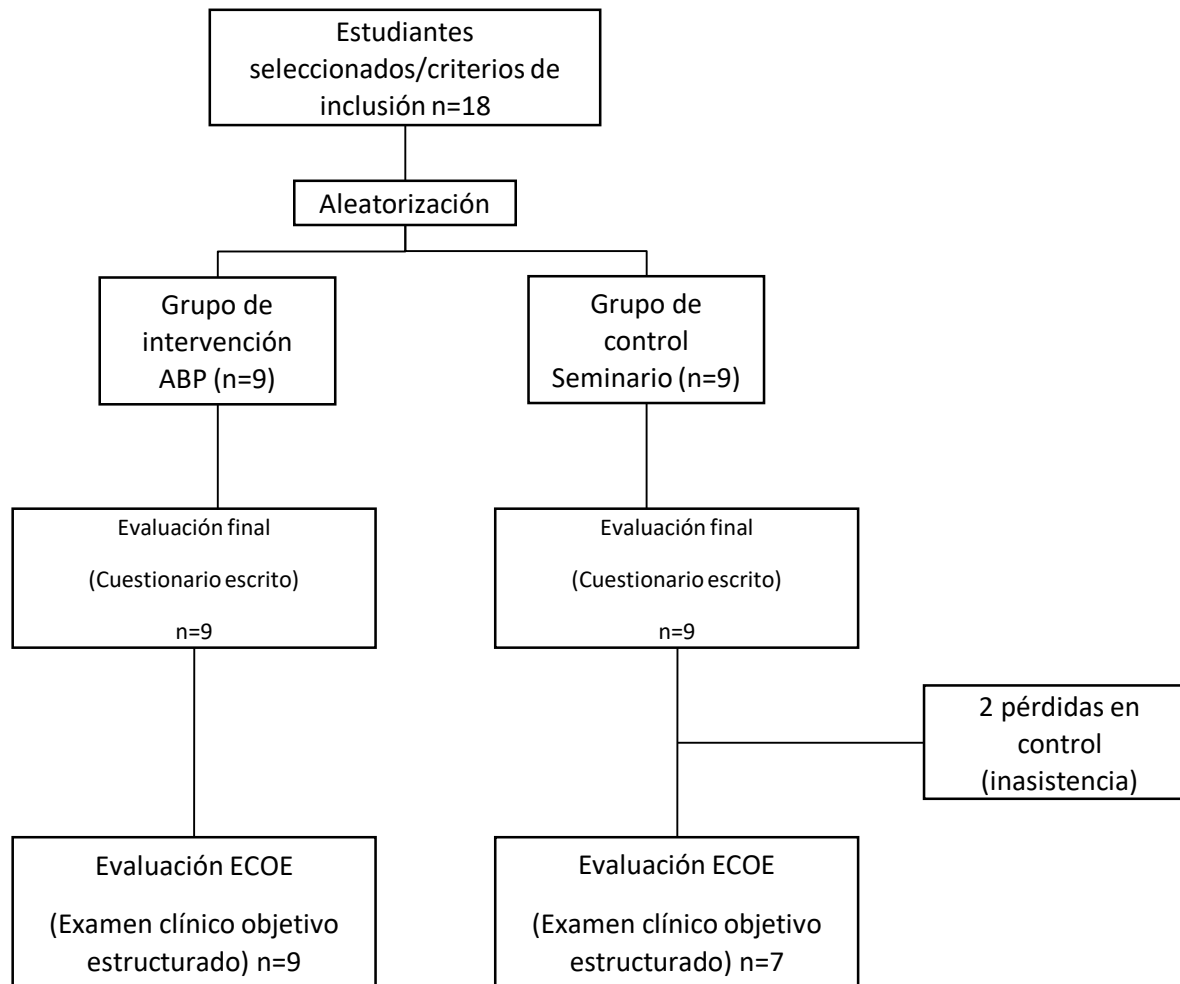 Estudiantes
seleccionados/criterios de
inclusión n=18
Aleatorización
Grupo de
intervención
ABP (n=9)
Grupo de
control
Seminario (n=9)
Evaluación final
(Cuestionario escrito)
n=9
Evaluación final
(Cuestionario escrito)
n=9
2 pérdidas en
control
(inasistencia)
Evaluación ECOE
(Examen clínico objetivo
estructurado) n=9
Evaluación ECOE
(Examen clínico objetivo
estructurado) n=7